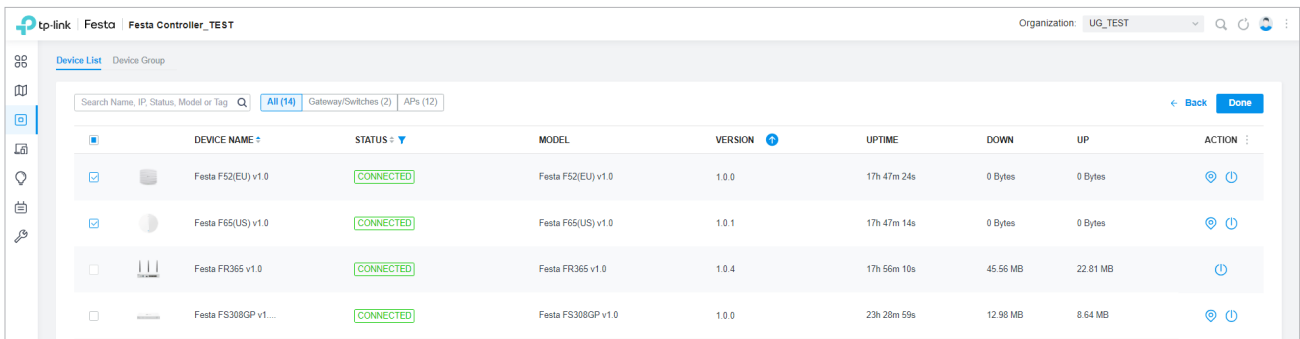 tp-link Festa Festa Controller_TEST Organization: UG_TEST
Device List Device Group
Search Name, IP, Status, Model or Tag All (14) Gateway/Switches (2) APs (12) Back Done
DEVICE NAME STATUS MODEL VERSION UPTIME DOWN UP ACTION
Festa F52(EU) v1.0 CONNECTED Festa F52(EU) v1.0 1.0.0 17h 47m 24s 0 Bytes 0 Bytes
Festa F65(US) v1.0 CONNECTED Festa F65(US) v1.0 1.0.1 17h 47m 14s 0 Bytes 0 Bytes
Festa FR365 v1.0 CONNECTED Festa FR365 v1.0 1.0.4 17h 56m 10s 45.56 MB 22.81 MB
Festa FS308GP v1.... CONNECTED Festa FS308GP v1.0 1.0.0 23h 28m 59s 12.98 MB 8.64 MB